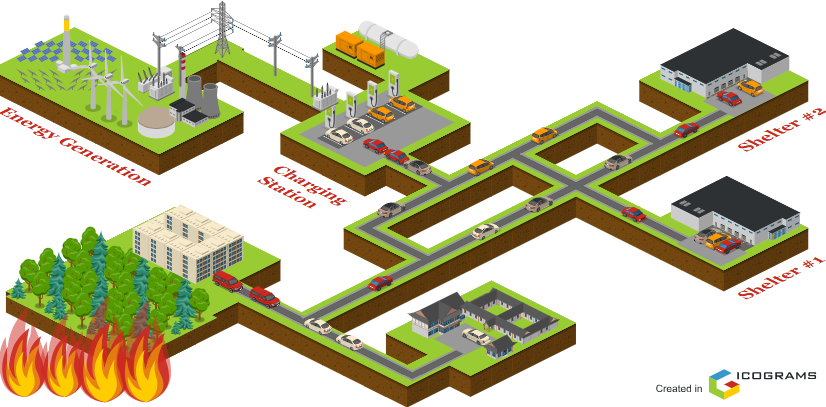 Energy Generation
Charging
Station
Shelter #2
Shelter #1
Created in ICOGRAMS